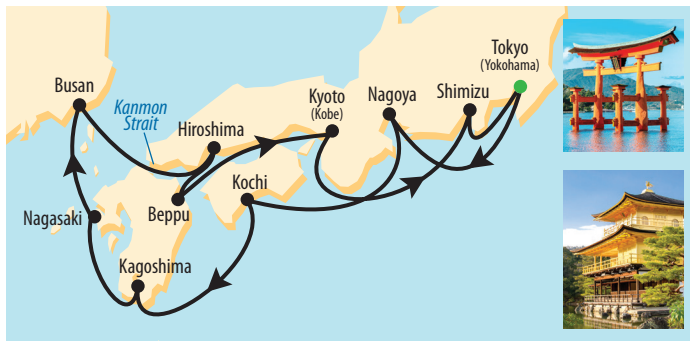 Tokyo
(Yokohama)
Busan
Shimizu
Kyoto
(Kobe)
Nagoya
Kanmon
Strait
Hiroshima
Kochi
Nagasaki
Beppu
Kagoshima